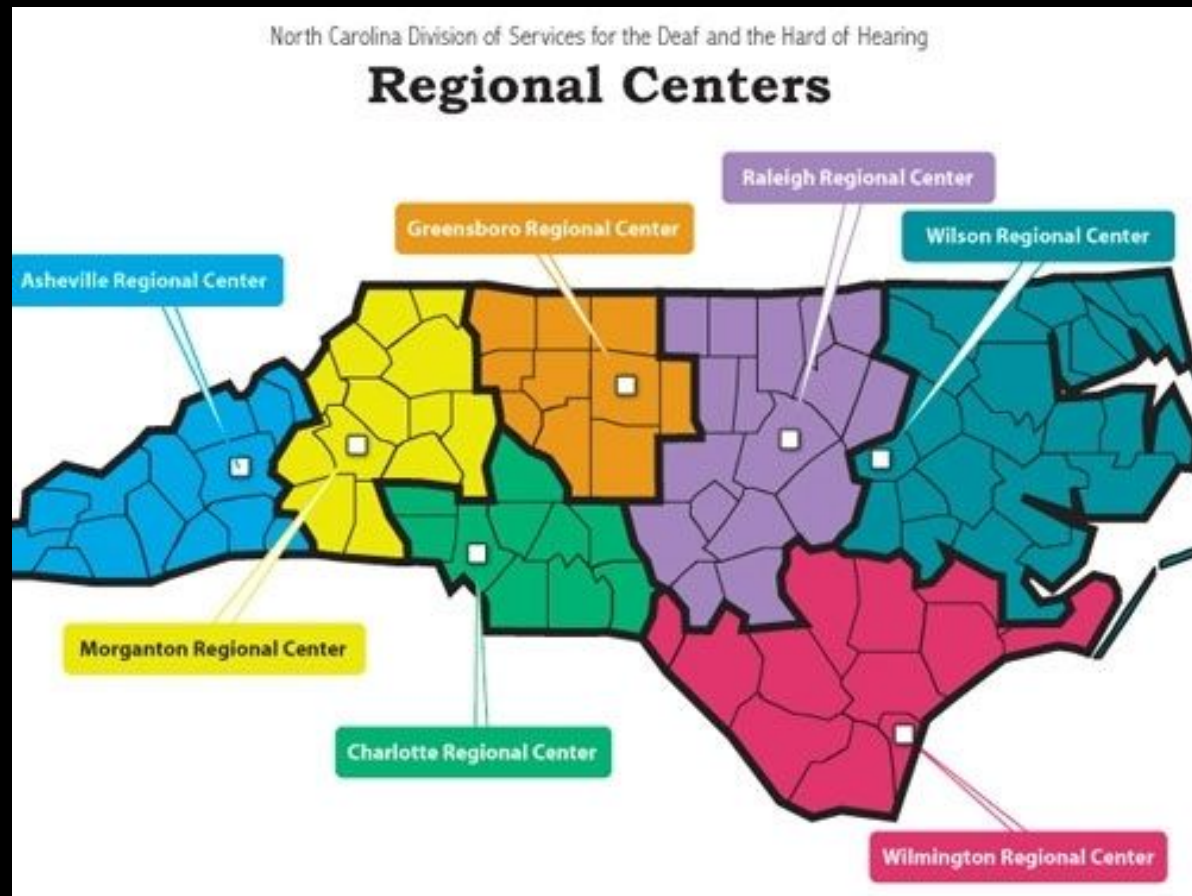 North Carolina Division of Services for the Deaf and the Hard of Hearing
Regional Centers
Raleigh Regional Center
Greensboro Regional Center
Wilson Regional Center
Asheville Regional Center
Morganton Regional Center
Charlotte Regional Center
Wilmington Regional Center